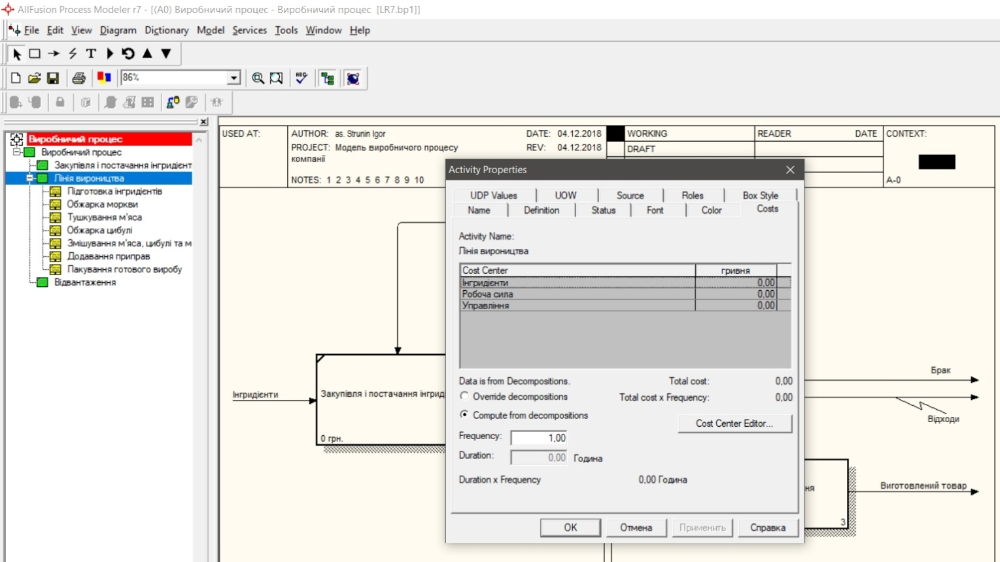 AllFusion Process Modeler r7 - [(A0) Виробничий процес - Виробничий процес  [LR7.bp1]]
File Edit View Diagram Dictionary Model Services Tools Window Help
T
86%
ABC
Виробничий процес
Виробничий процес
Закупівля і постачання інгридієнт
Лінія вироництва
Підготовка інгридієнтів
Обжарка моркви
Тушкування м'яса
Обжарка цибулі
Змішування м'яса, цибулі та м
Додавання приправ
Пакування готового виробу
Відвантаження
USED AT:
AUTHOR: as. Strunin Igor
DATE: 04.12.2018
PROJECT: Модель виробничого процесу
компанії
REV: 04.12.2018
NOTES: 1 2 3 4 5 6 7 8 9 10
WORKING
DRAFT
READER DATE
CONTEXT:
A-0
Інгридієнти
Закупівля і постачання інгрид
0 грн.
Activity Properties
UDP Values UOW Source Roles Box Style
Name Definition Status Font Color Costs
Activity Name:
Лінія вироництва
Cost Center гривня
Інгридієнти 0,00
Робоча сила 0,00
Управління 0,00
Data is from Decompositions.
Total cost: 0,00
Override decompositions
Total cost x Frequency: 0,00
Compute from decompositions
Cost Center Editor...
Frequency: 1,00
Duration: 0,00 Година
Duration x Frequency 0,00 Година
OK Отмена Применить Справка
Брак
Відходи
ня
Виготовлений товар
3